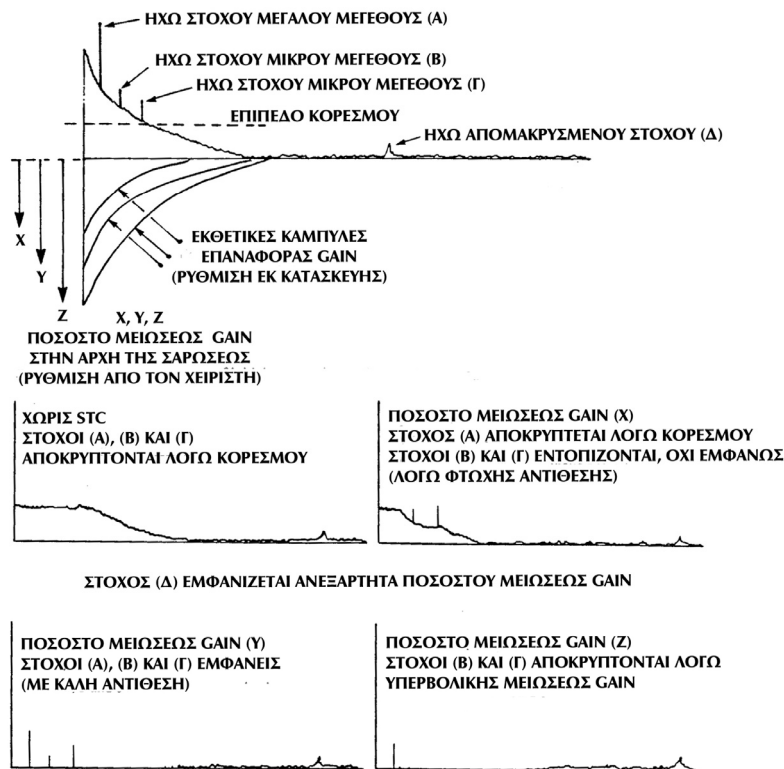 ΗΧΩ ΣΤΟΧΟΥ ΜΕΓΑΛΟΥ ΜΕΓΕΘΟΥΣ (Α)
ΗΧΩ ΣΤΟΧΟΥ ΜΙΚΡΟΥ ΜΕΓΕΘΟΥΣ (Β)
ΗΧΩ ΣΤΟΧΟΥ ΜΙΚΡΟΥ ΜΕΓΕΘΟΥΣ (Γ)
ΕΠΙΠΕΔΟ ΚΟΡΕΣΜΟΥ
ΗΧΩ ΑΠΟΜΑΚΡΥΣΜΕΝΟΥ ΣΤΟΧΟΥ (Δ)
X
Y
Z
ΕΚΘΕΤΙΚΕΣ ΚΑΜΠΥΛΕΣ
ΕΠΑΝΑΦΟΡΑΣ GAIN
(ΡΥΘΜΙΣΗ ΕΚ ΚΑΤΑΣΚΕΥΗΣ)
X, Y, Z
ΠΟΣΟΣΤΟ ΜΕΙΩΣΕΩΣ GAIN
ΣΤΗΝ ΑΡΧΗ ΤΗΣ ΣΑΡΩΣΕΩΣ
(ΡΥΘΜΙΣΗ ΑΠΟ ΤΟΝ ΧΕΙΡΙΣΤΗ)
ΧΩΡΙΣ STC
ΣΤΟΧΟΙ (Α), (Β) ΚΑΙ (Γ)
ΑΠΟΚΡΥΠΤΟΝΤΑΙ ΛΟΓΩ ΚΟΡΕΣΜΟΥ
ΠΟΣΟΣΤΟ ΜΕΙΩΣΕΩΣ GAIN (X)
ΣΤΟΧΟΣ (Α) ΑΠΟΚΡΥΠΤΕΤΑΙ ΛΟΓΩ ΚΟΡΕΣΜΟΥ
ΣΤΟΧΟΙ (Β) ΚΑΙ (Γ) ΕΝΤΟΠΙΖΟΝΤΑΙ, ΟΧΙ ΕΜΦΑΝΩΣ
(ΛΟΓΩ ΦΤΩΧΗΣ ΑΝΤΙΘΕΣΗΣ)
ΣΤΟΧΟΣ (Δ) ΕΜΦΑΝΙΖΕΤΑΙ ΑΝΕΞΑΡΤΗΤΑ ΠΟΣΟΣΤΟΥ ΜΕΙΩΣΕΩΣ GAIN
ΠΟΣΟΣΤΟ ΜΕΙΩΣΕΩΣ GAIN (Y)
ΣΤΟΧΟΙ (Α), (Β) ΚΑΙ (Γ) ΕΜΦΑΝΕΙΣ
(ΜΕ ΚΑΛΗ ΑΝΤΙΘΕΣΗ)
ΠΟΣΟΣΤΟ ΜΕΙΩΣΕΩΣ GAIN (Z)
ΣΤΟΧΟΙ (Β) ΚΑΙ (Γ) ΑΠΟΚΡΥΠΤΟΝΤΑΙ ΛΟΓΩ
ΥΠΕΡΒΟΛΙΚΗΣ ΜΕΙΩΣΕΩΣ GAIN